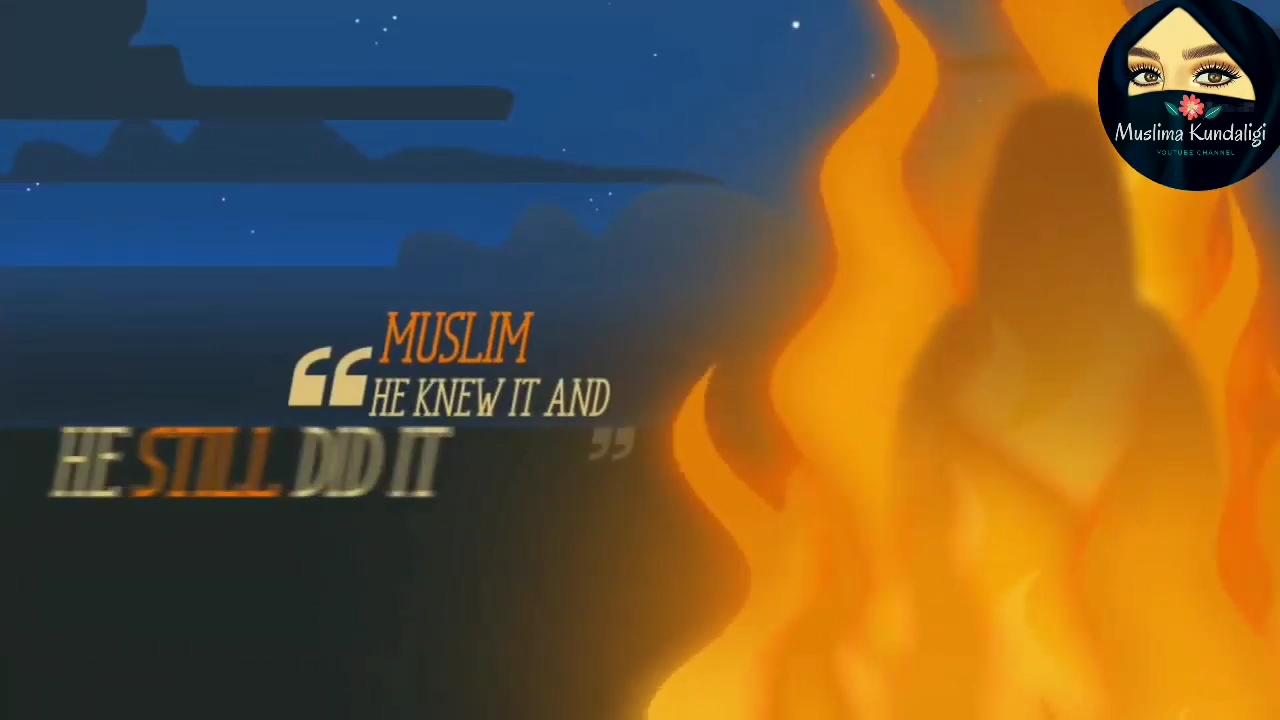 MUSLIM
“HE KNEW IT AND
HE STILL DID IT”
Muslima Kundaligi
YOUTUBE CHANNEL